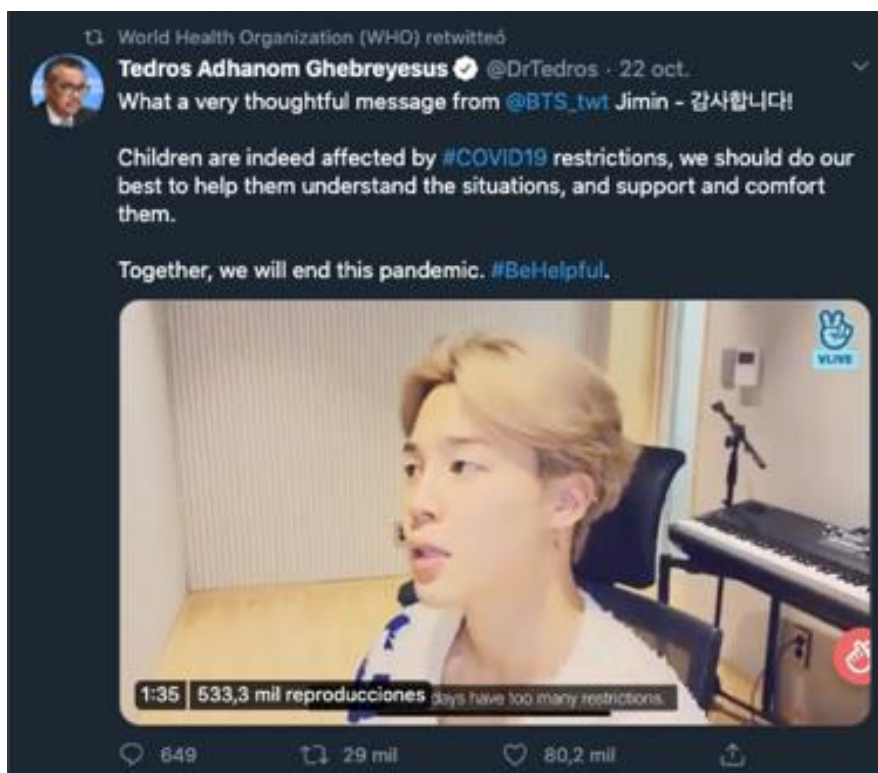 World Health Organization (WHO) retwitteó
Tedros Adhanom Ghebreyesus @DrTedros · 22 oct.
What a very thoughtful message from @BTS_twt Jimin - 감사합니다!
Children are indeed affected by #COVID19 restrictions, we should do our
best to help them understand the situations, and support and comfort
them.
Together, we will end this pandemic. #BeHelpful.
VLIVE
1:35 533,3 mil reproducciones days have too many restrictions.
649 29 mil 80,2 mil